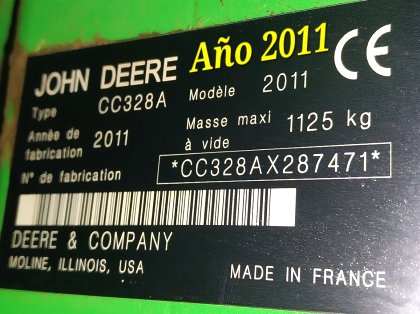 JOHN DEERE Año 2011 CE
Type CC328A Modèle 2011
Année de fabrication 2011 Masse maxi à vide 1125 kg
N° de fabrication *CC328AX287471*
DEERE & COMPANY
MOLINE, ILLINOIS, USA
MADE IN FRANCE